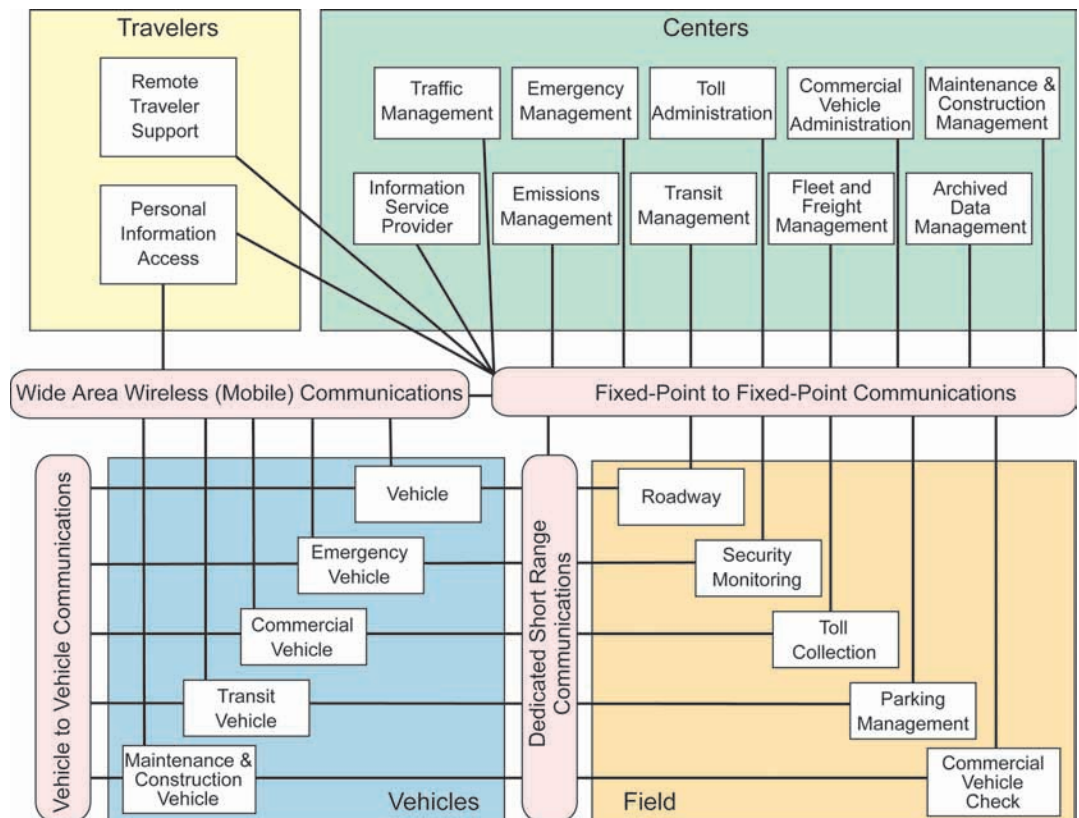 Travelers
Remote
Traveler
Support
Personal
Information
Access
Centers
Traffic
Management
Emergency
Management
Toll
Administration
Commercial
Vehicle
Administration
Maintenance &
Construction
Management
Information
Service
Provider
Emissions
Management
Transit
Management
Fleet and
Freight
Management
Archived
Data
Management
Wide Area Wireless (Mobile) Communications
Fixed-Point to Fixed-Point Communications
Vehicle to Vehicle Communications
Vehicle
Emergency
Vehicle
Commercial
Vehicle
Transit
Vehicle
Maintenance &
Construction
Vehicle
Vehicles
Dedicated Short Range
Communications
Roadway
Security
Monitoring
Toll
Collection
Parking
Management
Commercial
Vehicle
Check
Field